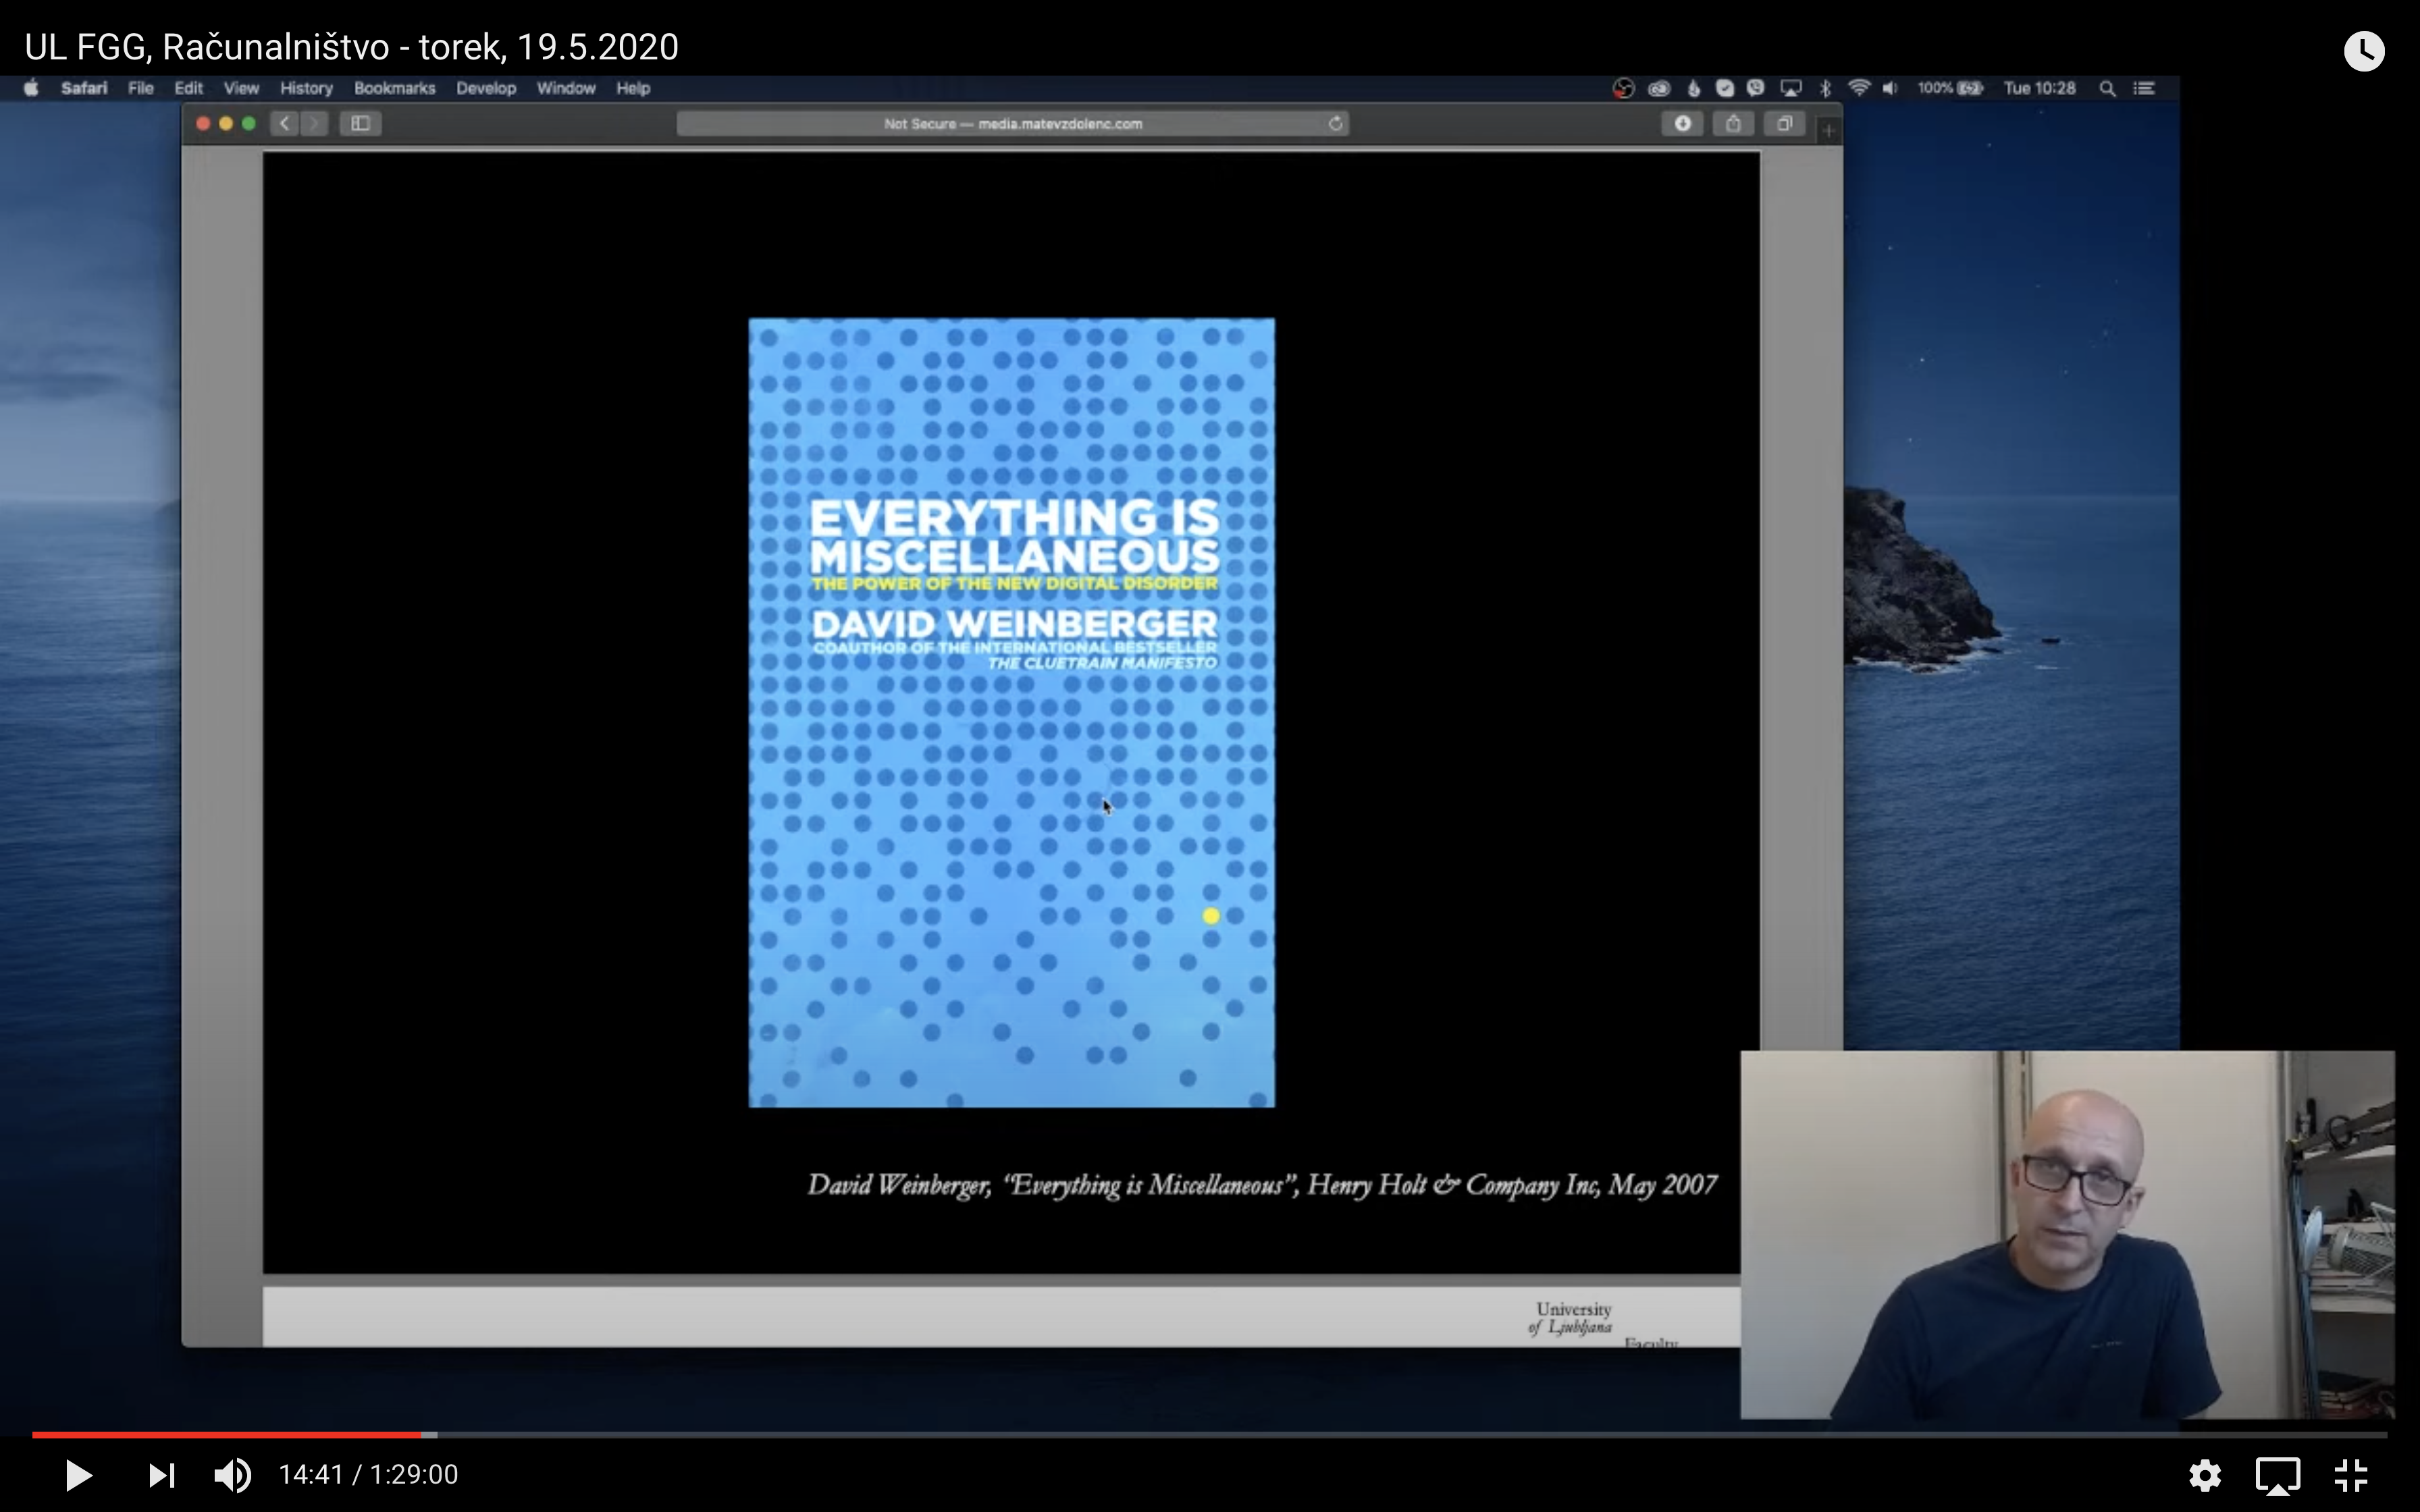 UL FGG, Računalništvo - torek, 19.5.2020
Safari File Edit View History Bookmarks Develop Window Help 100% Tue 10:28
Not Secure — media.matevzdolenc.com
EVERYTHING IS
MISCELLANEOUS
THE POWER OF THE NEW DIGITAL DISORDER
DAVID WEINBERGER
COAUTHOR OF THE INTERNATIONAL BESTSELLER
THE CLUETRAIN MANIFESTO
David Weinberger, “Everything is Miscellaneous”, Henry Holt & Company Inc, May 2007
University
of Ljubljana
Faculty
14:41 / 1:29:00